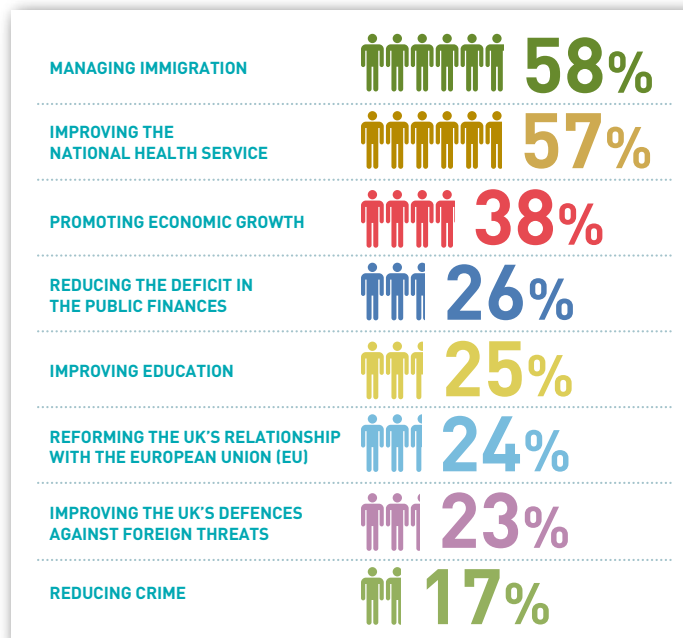 MANAGING IMMIGRATION
58%
IMPROVING THE
NATIONAL HEALTH SERVICE
57%
PROMOTING ECONOMIC GROWTH
38%
REDUCING THE DEFICIT IN
THE PUBLIC FINANCES
26%
IMPROVING EDUCATION
25%
REFORMING THE UK'S RELATIONSHIP
WITH THE EUROPEAN UNION (EU)
24%
IMPROVING THE UK'S DEFENCES
AGAINST FOREIGN THREATS
23%
REDUCING CRIME
17%